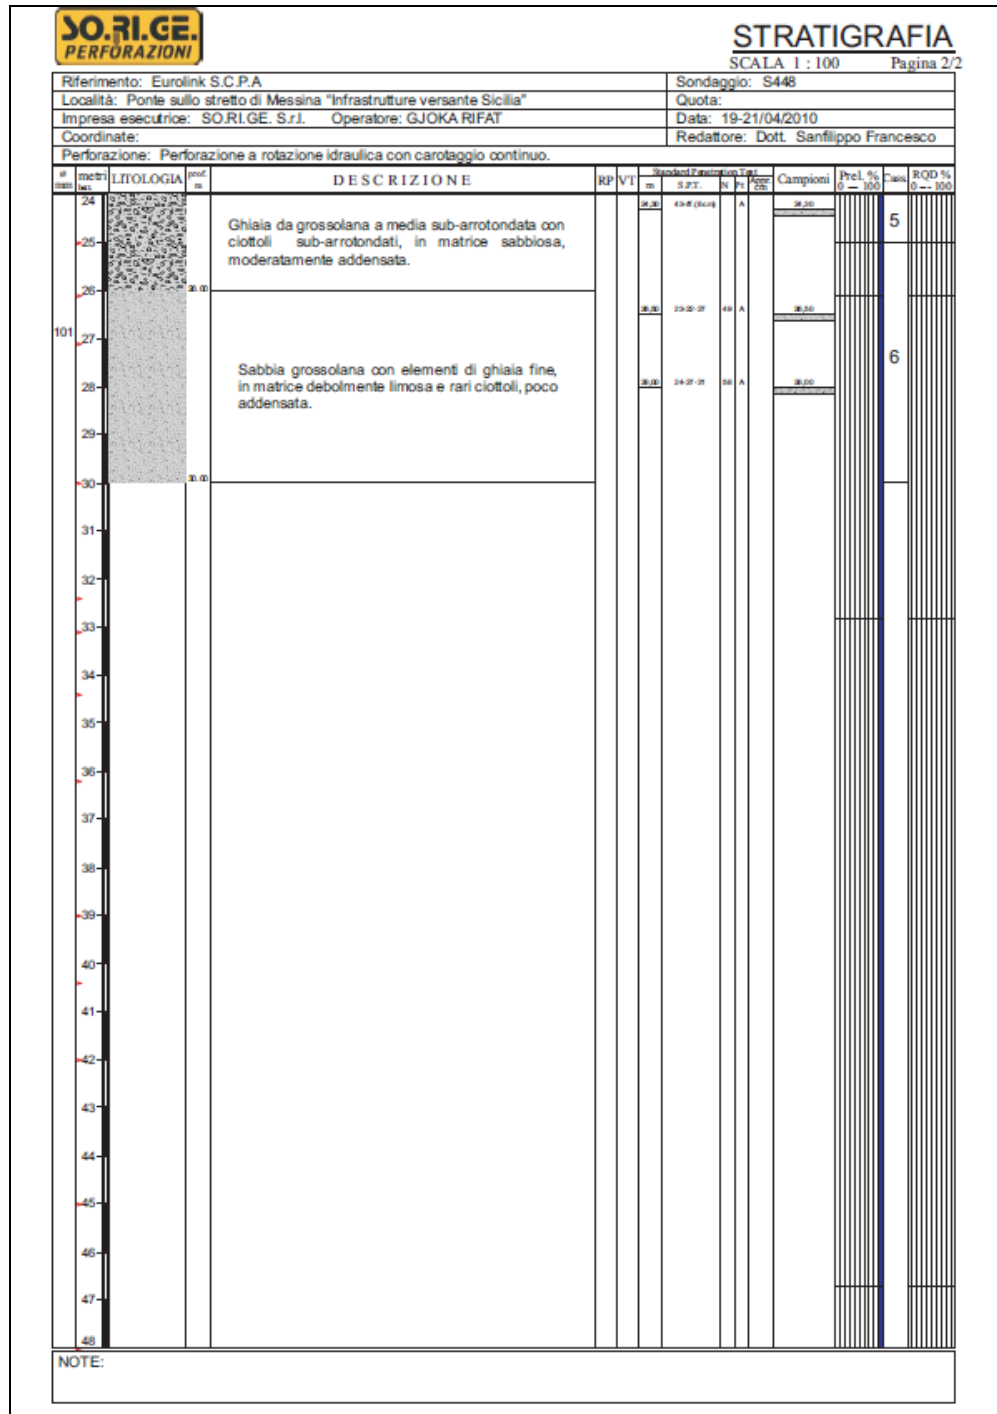 SO.RI.GE.
PERFORAZIONI
STRATIGRAFIA
SCALA 1 : 100 Pagina 2/2
Riferimento: Eurolink S.C.P.A Sondaggio: S448
Località: Ponte sullo stretto di Messina "Infrastrutture versante Sicilia" Quota:
Impresa esecutrice: SO.RI.GE. S.r.l. Operatore: GJOKA RIFAT Data: 19-21/04/2010
Coordinate: Redattore: Dott. Sanfilippo Francesco
Perforazione: Perforazione a rotazione idraulica con carotaggio continuo.
Standard Penetration Test
ø mm metri LITOLOGIA prof. m DESCRIZIONE RP VT m S.P.T. N Pt cm Campioni Prel. % 0 — 100 Cass. RQD % 0 --- 100
24
5
Ghiaia da grossolana a media sub-arrotondata con
25
ciottoli sub-arrotondati, in matrice sabbiosa,
moderatamente addensata.
26
A
101
27
6
Sabbia grossolana con elementi di ghiaia fine,
28
in matrice debolmente limosa e rari ciottoli, poco
addensata.
29
30
30.00
31
32
33
34
35
36
37
38
39
40
41
42
43
44
45
46
47
48
NOTE: